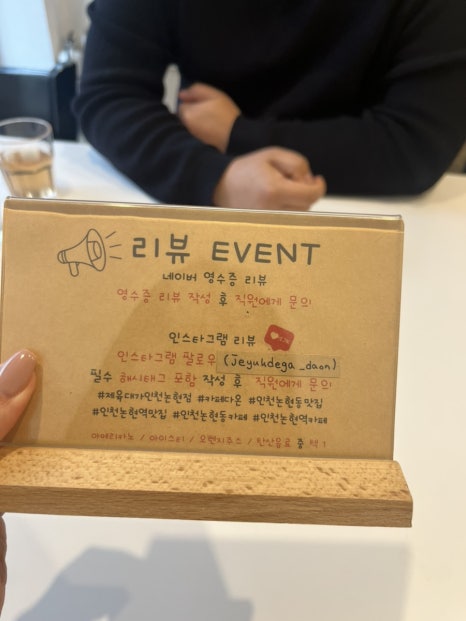 리뷰 EVENT
네이버 영수증 리뷰
영수증 리뷰 작성 후 직원에게 문의
인스타그램 리뷰
인스타그램 팔로우 (jeyukdega_daon)
필수 해시태그 포함 작성 후 직원에게 문의
#제육대가인천논현점 #카페다온 #인천논현동맛집
#인천논현역맛집 #인천논현동카페 #인천논현역카페
아메리카노 / 아이스티 / 오렌지주스 / 탄산음료 중 택 1